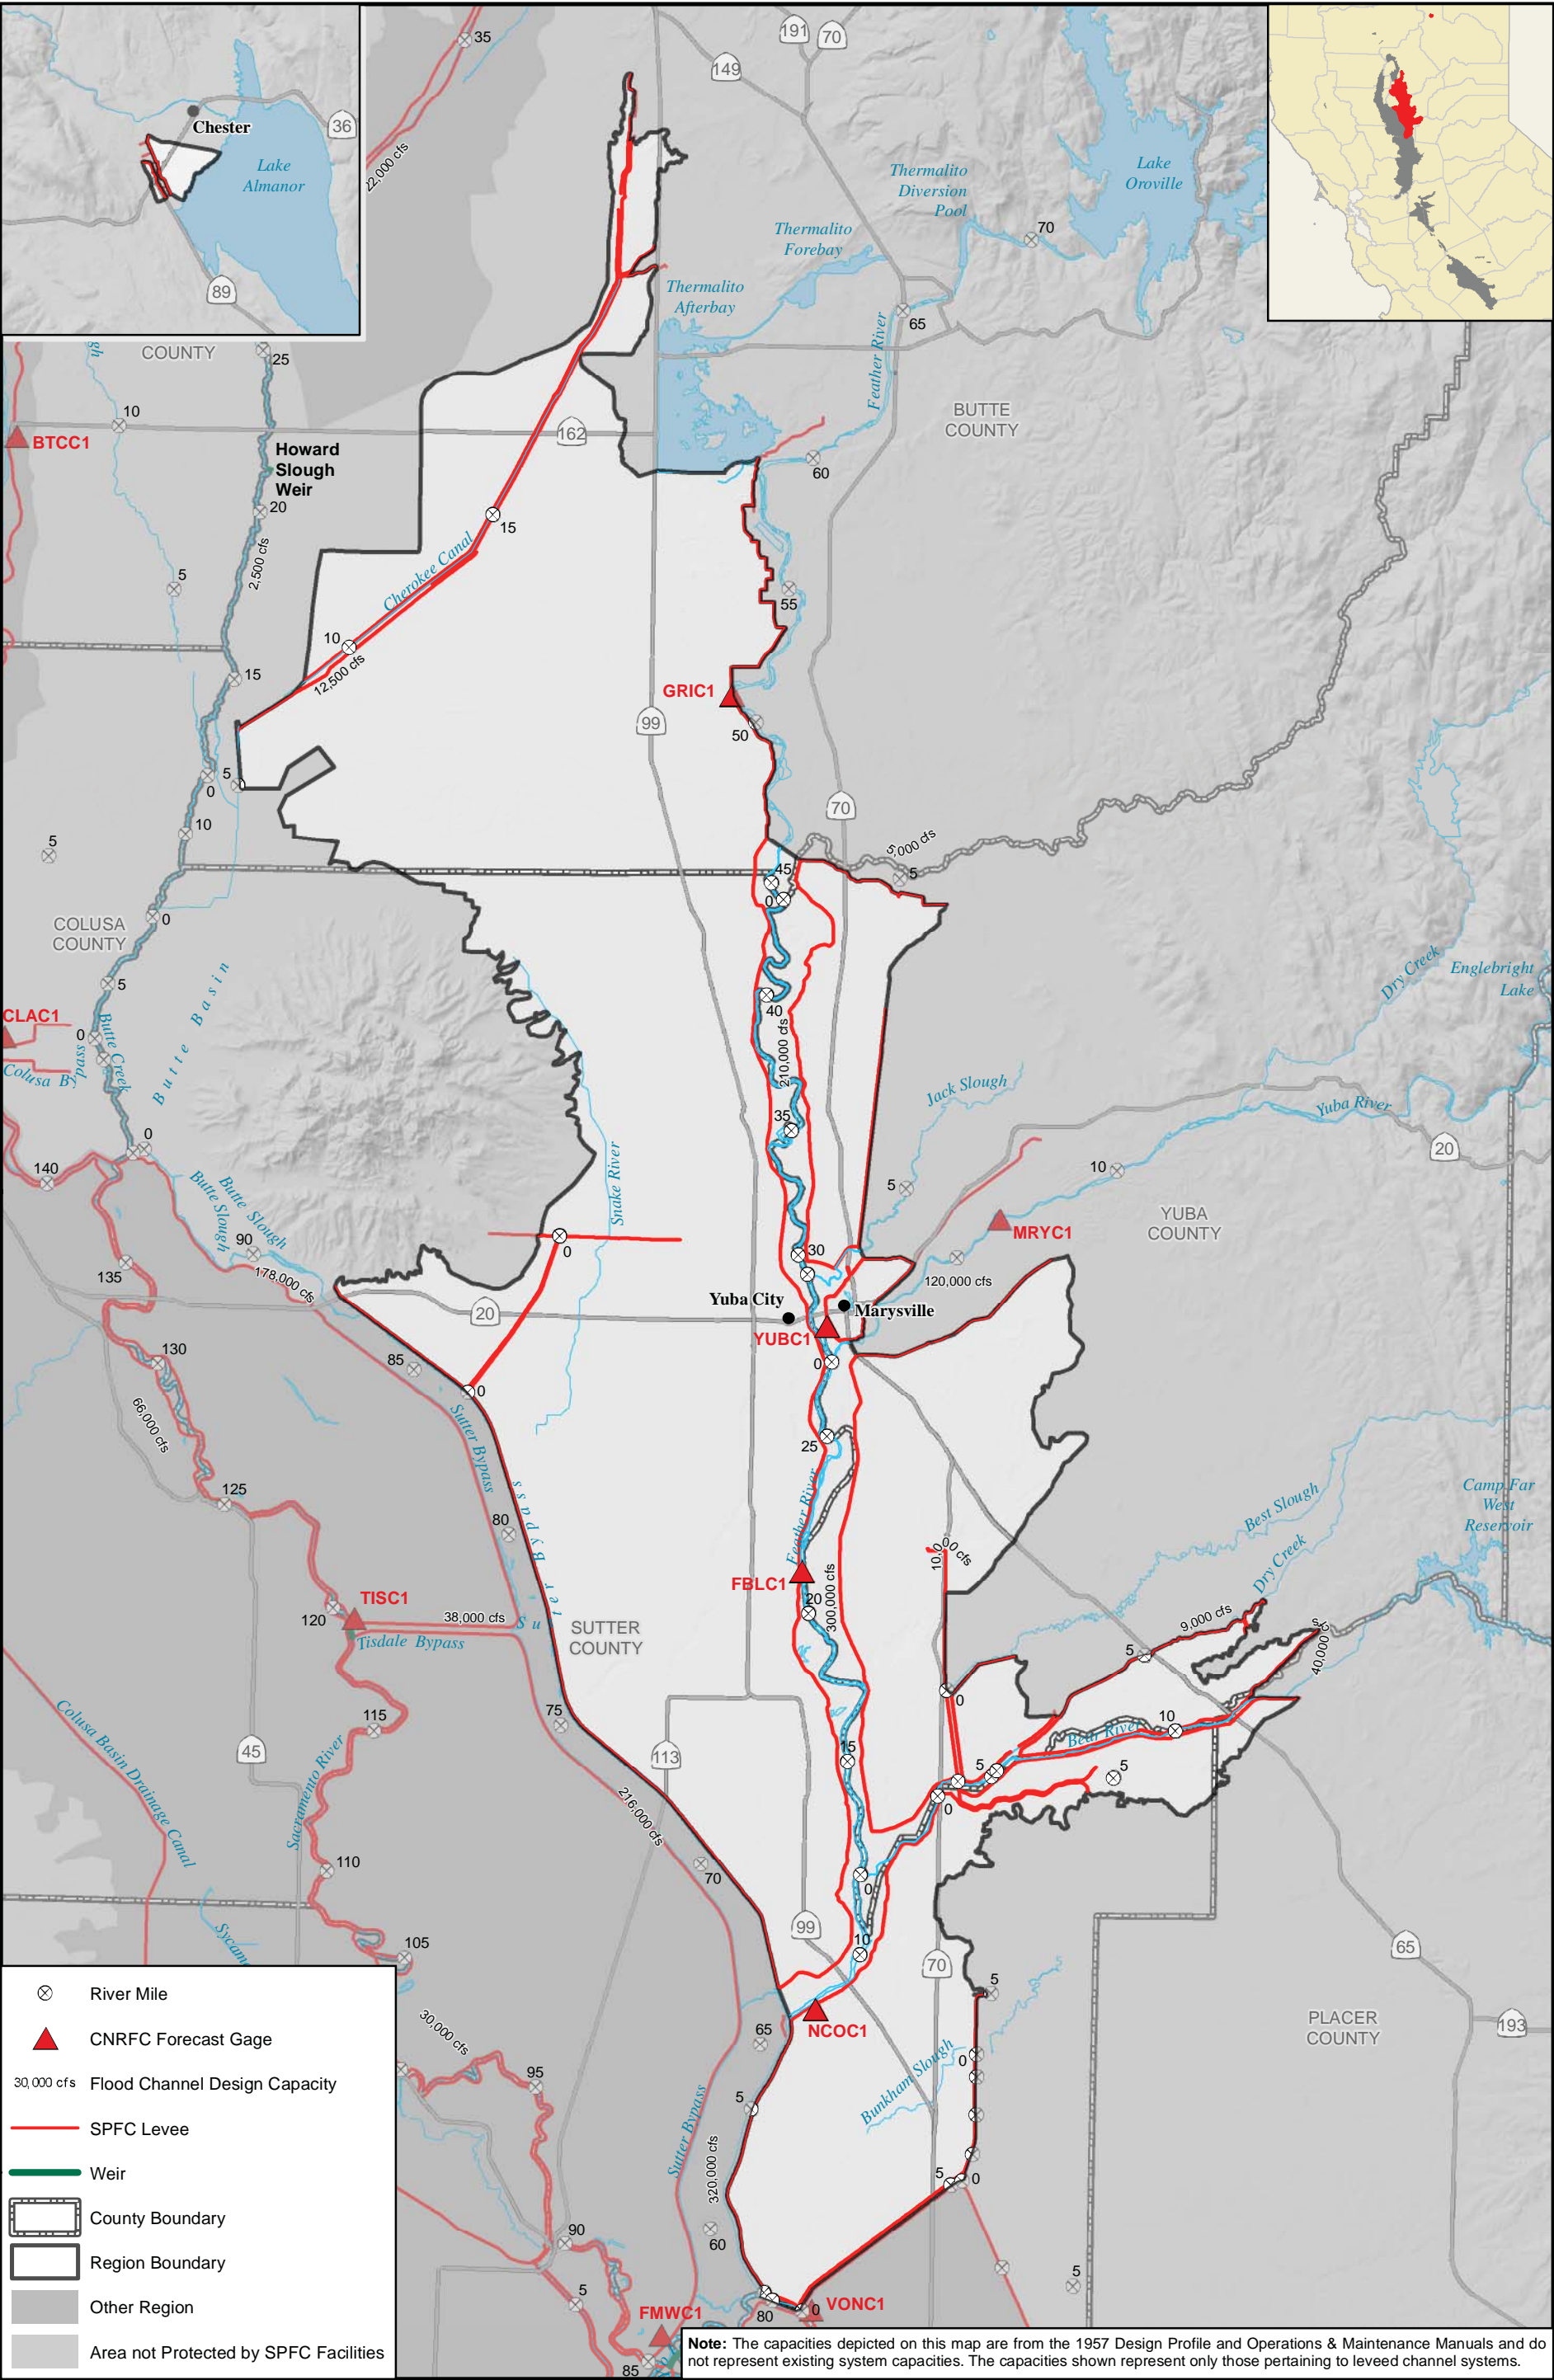 Chester
Lake
Almanor
36
89
35
22,000 cfs
191
70
149
Thermalito
Diversion
Pool
Lake
Oroville
Thermalito
Forebay
70
Thermalito
Afterbay
65
Feather River
COUNTY
25
10
BTCC1
Howard
Slough
Weir
162
BUTTE
COUNTY
60
20
15
2,500 cfs
Cherokee Canal
5
55
10
12,500 cfs
15
GRIC1
99
50
5
0
70
10
5
5,000 cfs
5
45
0
0
COLUSA
COUNTY
5
Butte Basin
Dry Creek
Englebright
Lake
40
CLAC1
0
Colusa Bypass
Butte Creek
210,000 cfs
Jack Slough
Yuba River
35
0
20
140
Snake River
5
10
Butte Slough
Butte Slough
90
YUBA
COUNTY
MRYC1
135
178,000 cfs
0
30
120,000 cfs
20
Yuba City
Marysville
YUBC1
130
85
0
0
66,000 cfs
Sutter Bypass
25
125
80
Sutter Bypass
Feather River
Best Slough
Camp Far
West
Reservoir
10,000 cfs
Dry Creek
FBLC1
TISC1
120
38,000 cfs
Tisdale Bypass
20
300,000 cfs
SUTTER
COUNTY
9,000 cfs
40,000 cfs
5
0
Colusa Basin Drainage Canal
115
75
10
Bear River
45
Sacramento River
113
15
5
5
0
216,000 cfs
110
70
0
99
10
65
105
70
5
30,000 cfs
NCOC1
PLACER
COUNTY
193
65
Bunkham Slough
0
95
5
Sutter Bypass
320,000 cfs
5
0
90
60
5
5
FMWC1
80
0
VONC1
85
River Mile
CNRFC Forecast Gage
30,000 cfs Flood Channel Design Capacity
SPFC Levee
Weir
County Boundary
Region Boundary
Other Region
Area not Protected by SPFC Facilities
Note: The capacities depicted on this map are from the 1957 Design Profile and Operations & Maintenance Manuals and do
not represent existing system capacities. The capacities shown represent only those pertaining to leveed channel systems.